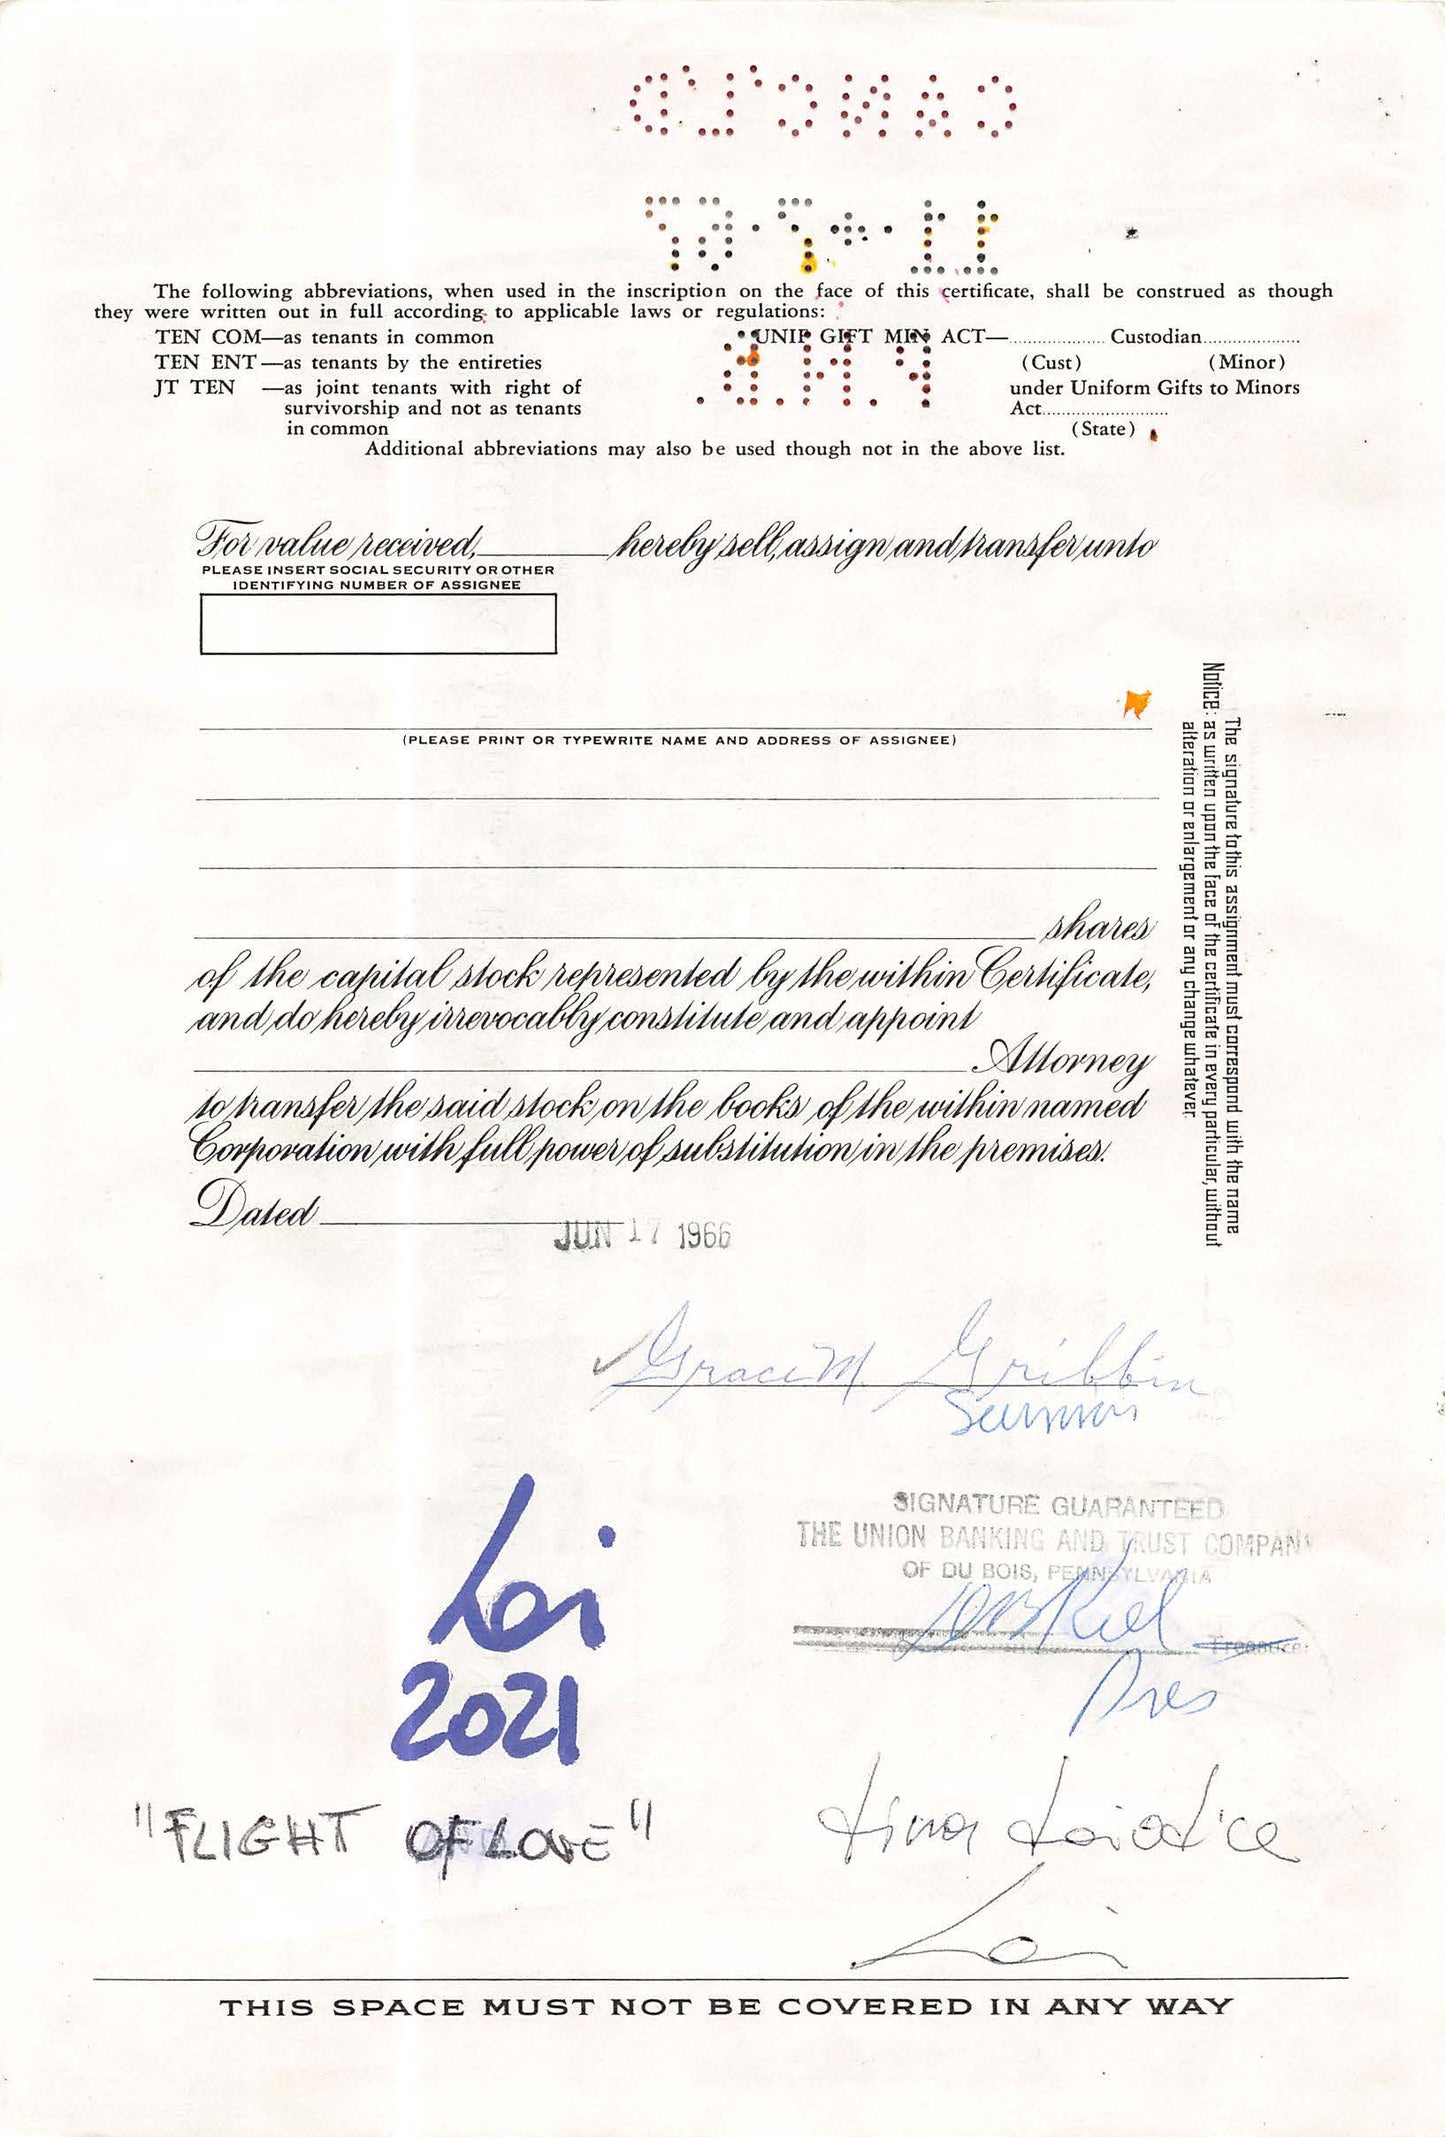 CANC'LD
The following abbreviations, when used in the inscription on the face of this certificate, shall be construed as though
they were written out in full according to applicable laws or regulations:
TEN COM—as tenants in common
TEN ENT—as tenants by the entireties
JT TEN —as joint tenants with right of
survivorship and not as tenants
in common
UNIF GIFT MIN ACT—.................... Custodian....................
(Cust) (Minor)
under Uniform Gifts to Minors
Act...........................
(State)
Additional abbreviations may also be used though not in the above list.
For value received, hereby sell, assign and transfer unto
PLEASE INSERT SOCIAL SECURITY OR OTHER
IDENTIFYING NUMBER OF ASSIGNEE
(PLEASE PRINT OR TYPEWRITE NAME AND ADDRESS OF ASSIGNEE)
shares
of the capital stock represented by the within Certificate,
and do hereby irrevocably constitute and appoint
Attorney
to transfer the said stock on the books of the within named
Corporation with full power of substitution in the premises.
Dated
JUN 17 1966
Notice: The signature to this assignment must correspond with the name
as written upon the face of the certificate in every particular, without
alteration or enlargement or any change whatever.
Grace M. Gribbin
SIGNATURE GUARANTEED
THE UNION BANKING AND TRUST COMPANY
OF DU BOIS, PENNSYLVANIA
Treasurer
Pres
Loi
2021
"FLIGHT OF LOVE"
Loi
THIS SPACE MUST NOT BE COVERED IN ANY WAY